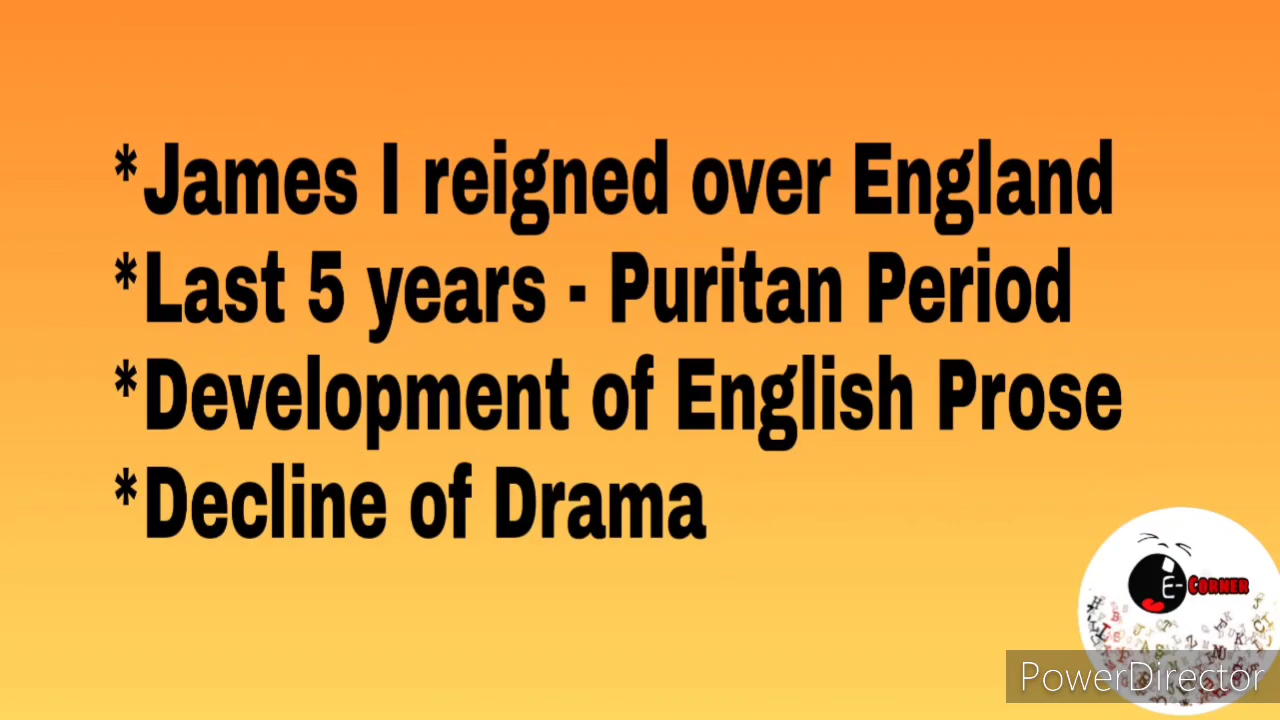 *James I reigned over England
*Last 5 years - Puritan Period
*Development of English Prose
*Decline of Drama
E-CORNER
PowerDirector